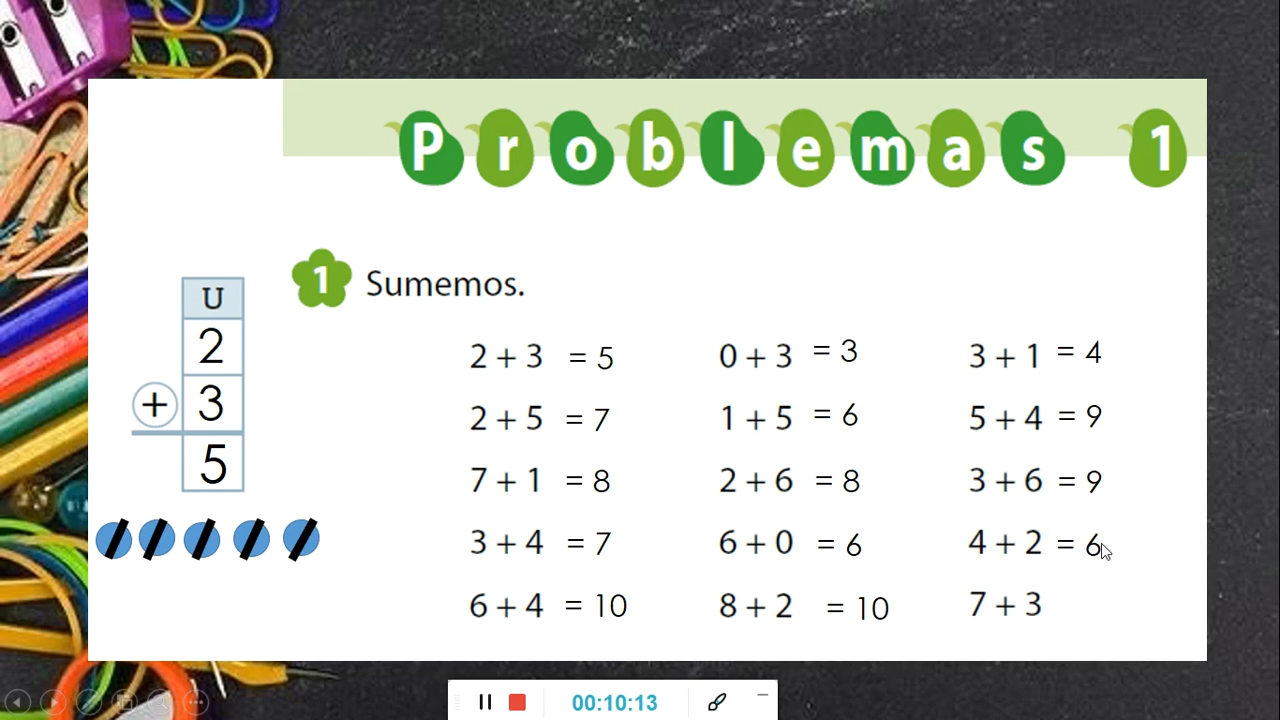 Problemas 1
1 Sumemos.
U
2
+ 3
5
2 + 3 = 5
2 + 5 = 7
7 + 1 = 8
3 + 4 = 7
6 + 4 = 10
0 + 3 = 3
1 + 5 = 6
2 + 6 = 8
6 + 0 = 6
8 + 2 = 10
3 + 1 = 4
5 + 4 = 9
3 + 6 = 9
4 + 2 = 6
7 + 3
00:10:13